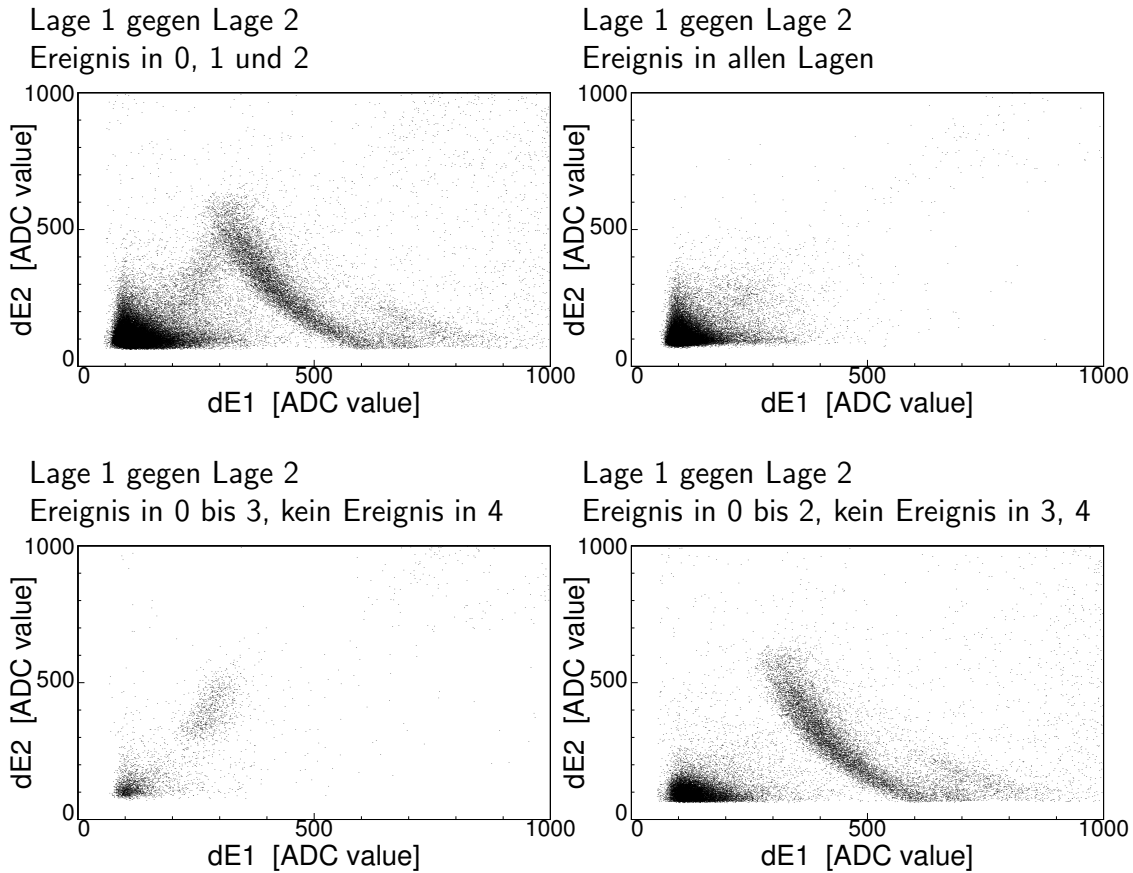 Lage 1 gegen Lage 2
Ereignis in 0, 1 und 2
1000
500
0
dE2 [ADC value]
0
500
1000
dE1 [ADC value]
Lage 1 gegen Lage 2
Ereignis in allen Lagen
1000
500
0
dE2 [ADC value]
0
500
1000
dE1 [ADC value]
Lage 1 gegen Lage 2
Ereignis in 0 bis 3, kein Ereignis in 4
1000
500
0
dE2 [ADC value]
0
500
1000
dE1 [ADC value]
Lage 1 gegen Lage 2
Ereignis in 0 bis 2, kein Ereignis in 3, 4
1000
500
0
dE2 [ADC value]
0
500
1000
dE1 [ADC value]